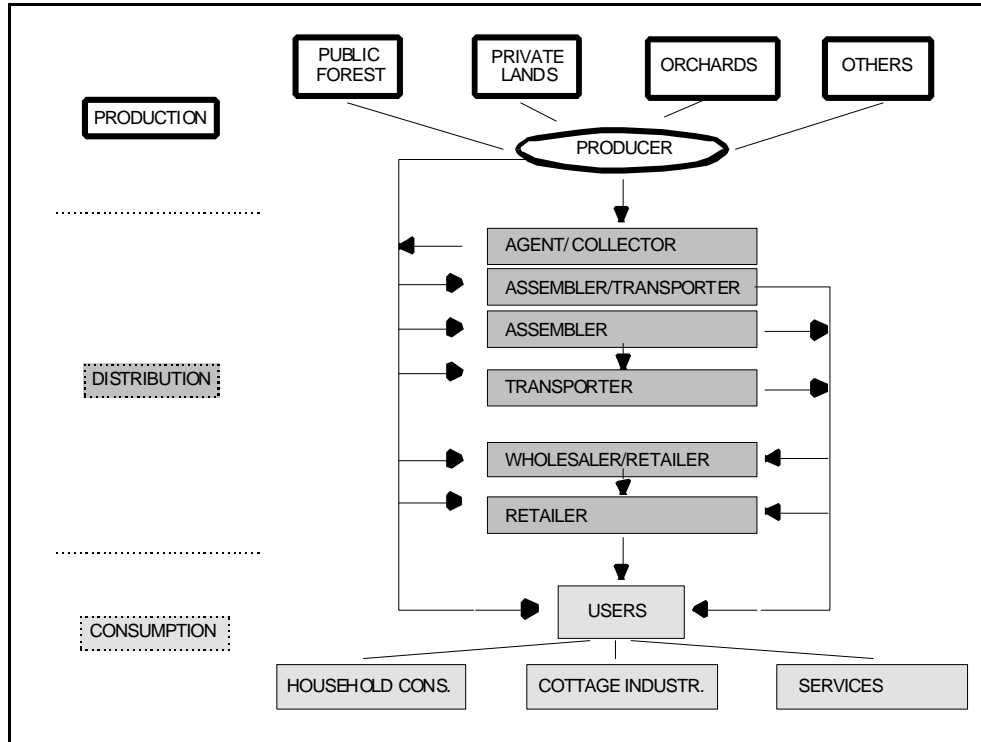 PUBLIC
FOREST
PRIVATE
LANDS
ORCHARDS
OTHERS
PRODUCTION
PRODUCER
AGENT/ COLLECTOR
ASSEMBLER/TRANSPORTER
ASSEMBLER
DISTRIBUTION
TRANSPORTER
WHOLESALER/RETAILER
RETAILER
USERS
CONSUMPTION
HOUSEHOLD CONS.
COTTAGE INDUSTR.
SERVICES